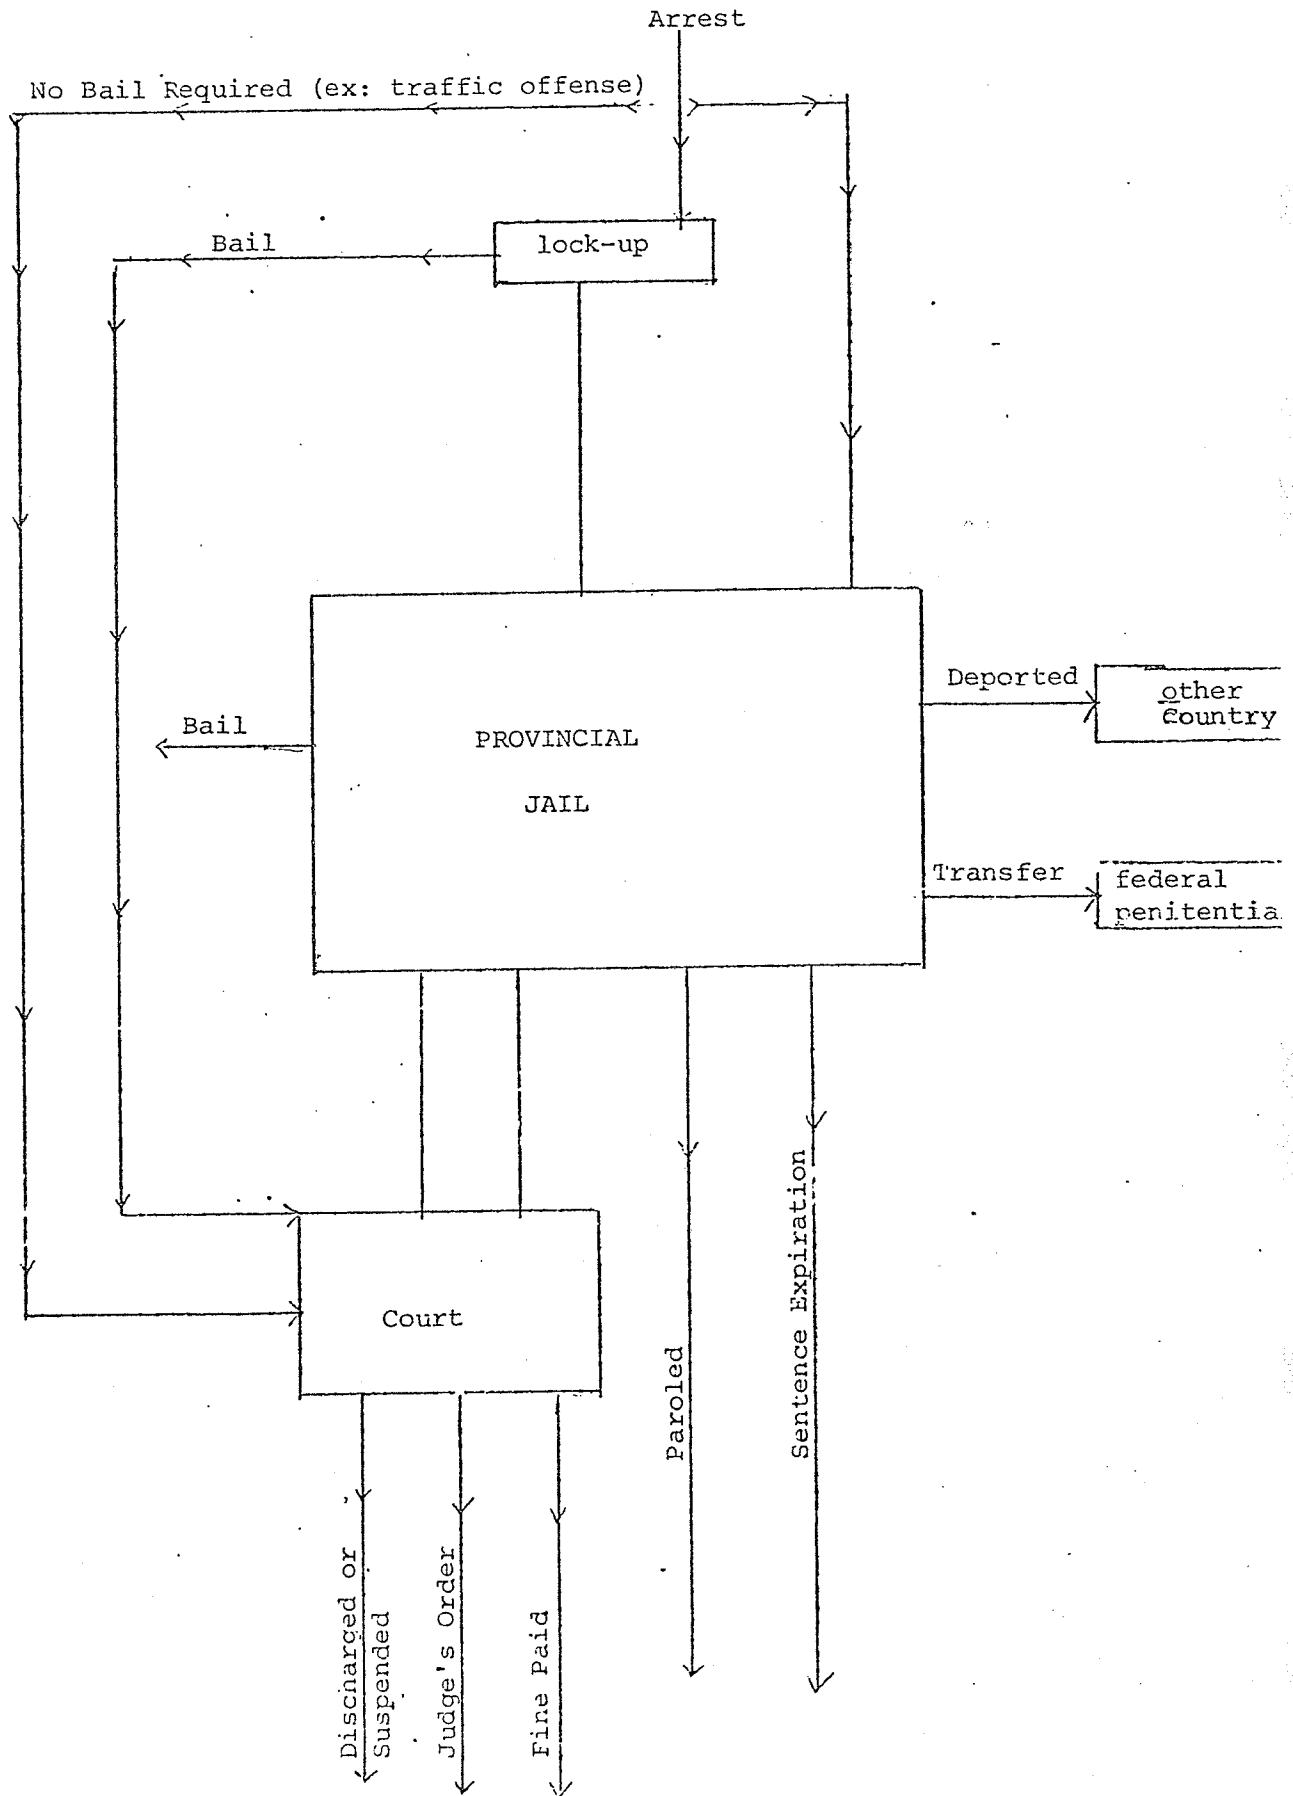 Arrest
No Bail Required (ex: traffic offense)
Bail
lock-up
Deported
other
Country
Bail
PROVINCIAL
JAIL
Transfer
federal
penitentia
Court
Paroled
Sentence Expiration
Discharged or
Suspended
Judge's Order
Fine Paid